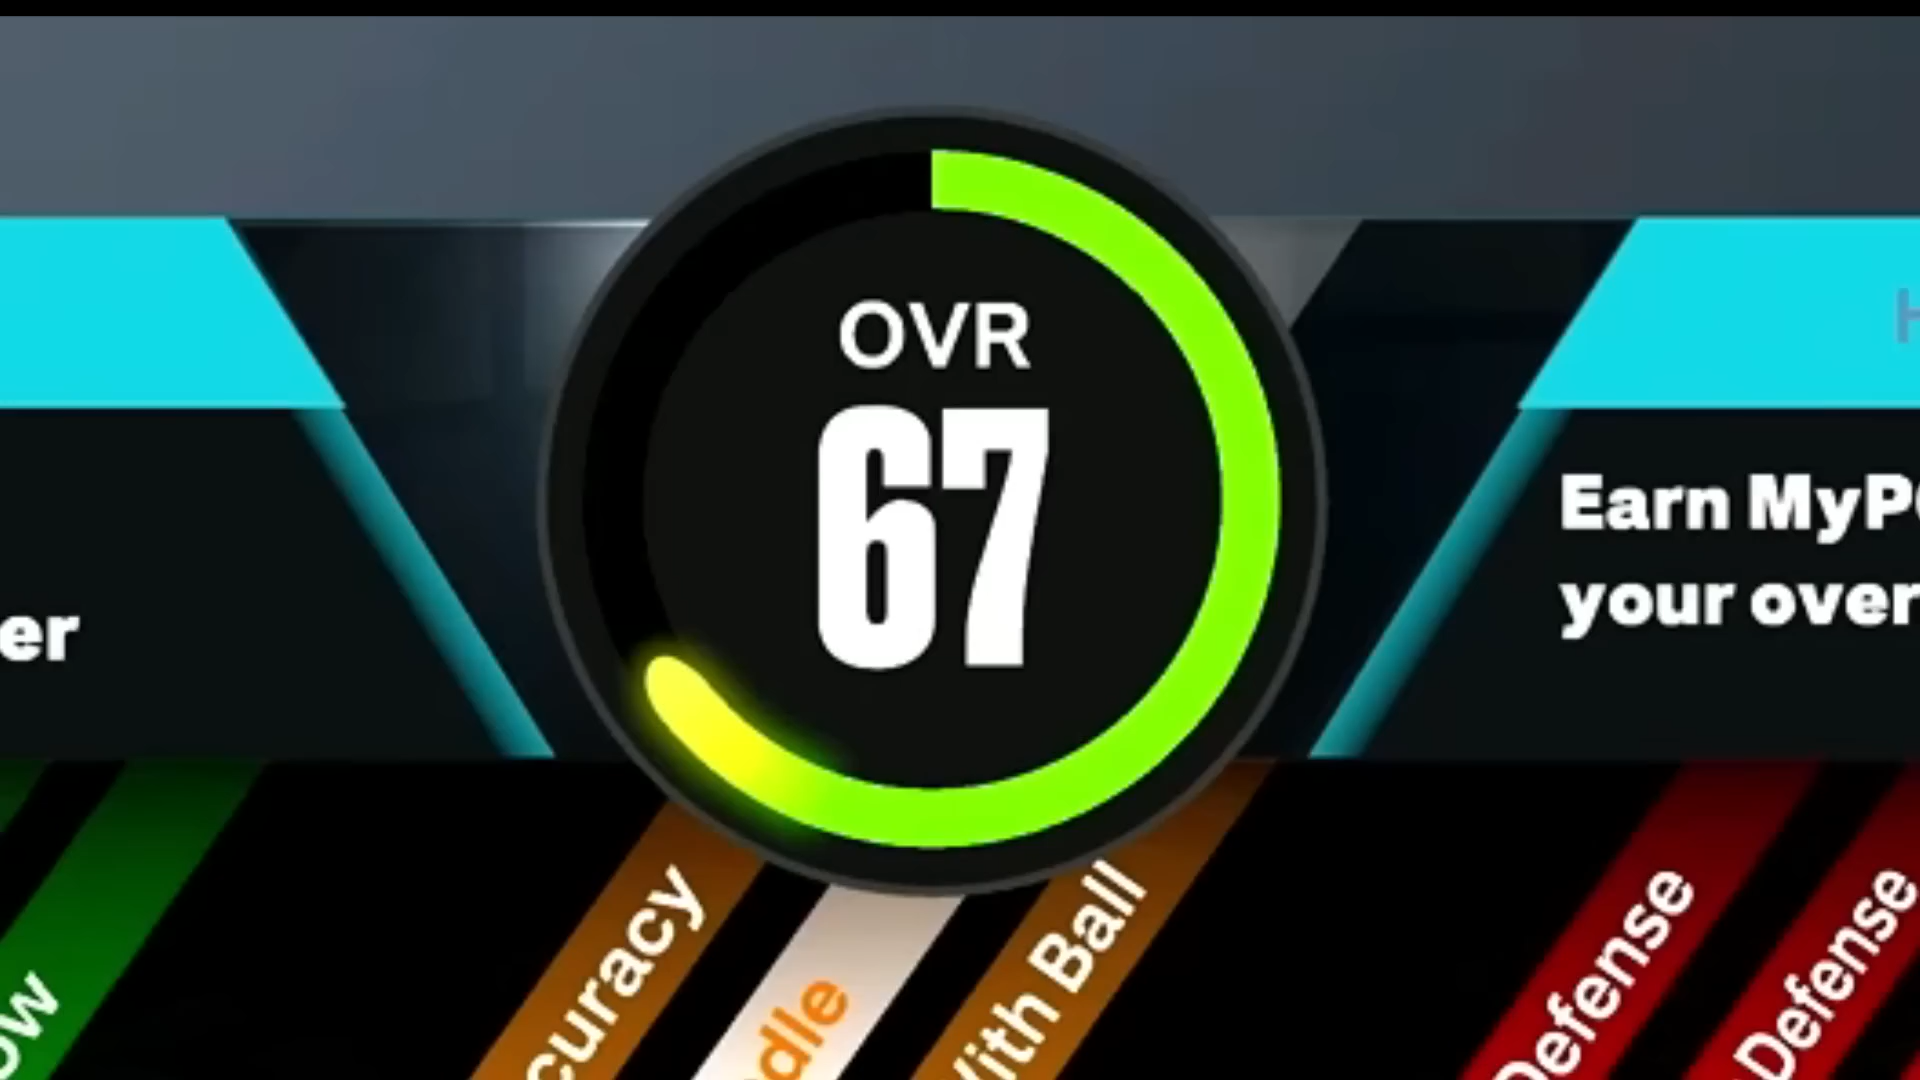 OVR
67
Earn MyP
your over
er
ow
curacy
dle
With Ball
Defense
Defense